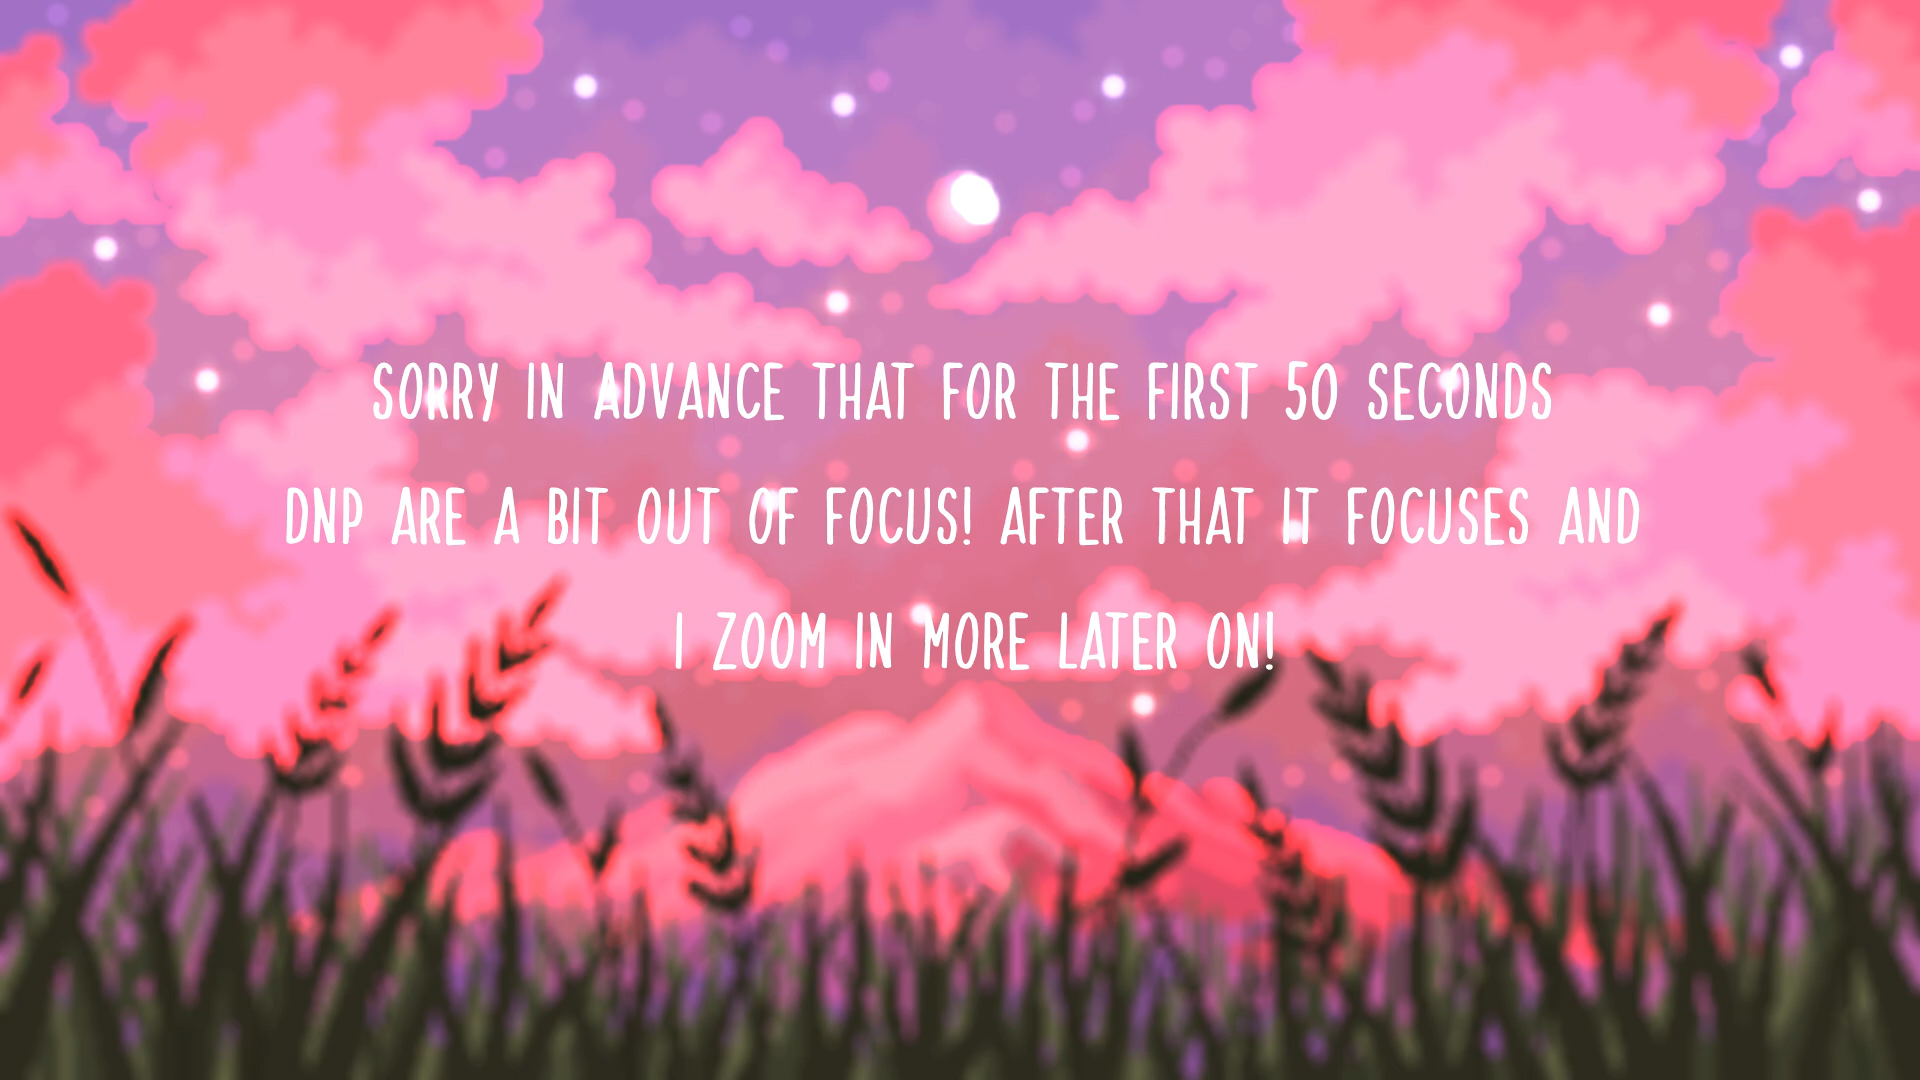 SORRY IN ADVANCE THAT FOR THE FIRST 50 SECONDS
DNP ARE A BIT OUT OF FOCUS! AFTER THAT IT FOCUSES AND
I ZOOM IN MORE LATER ON!